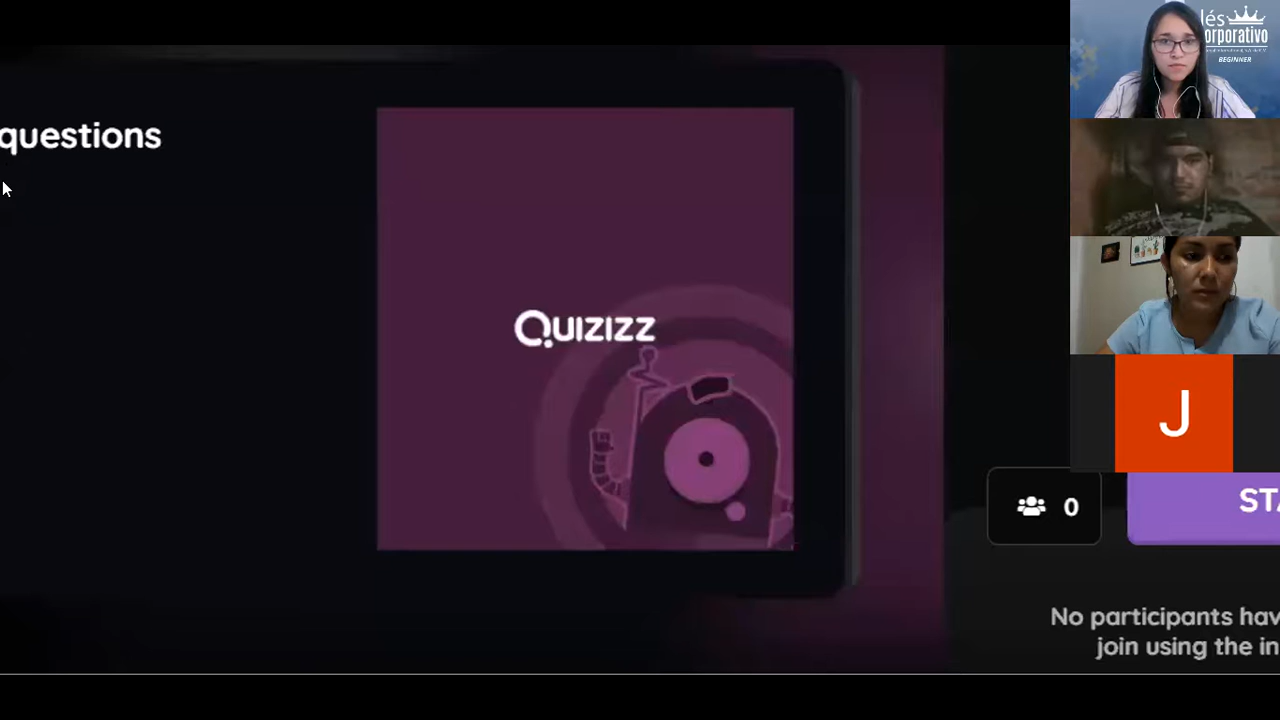 questions
QUIZIZZ
lés
orporativo
BEGINNER
J
0
STA
No participants hav
join using the in